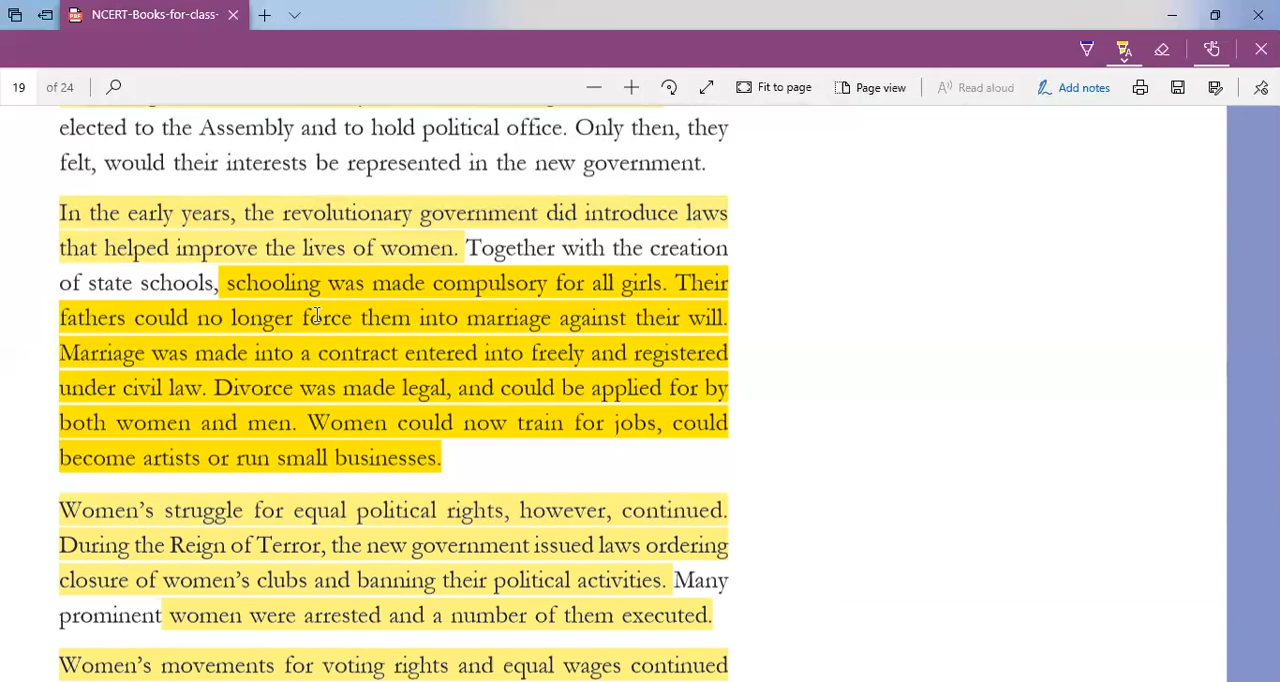 NCERT-Books-for-class-
19 of 24
Fit to page
Page view
Read aloud
Add notes
elected to the Assembly and to hold political office. Only then, they
felt, would their interests be represented in the new government.
In the early years, the revolutionary government did introduce laws
that helped improve the lives of women. Together with the creation
of state schools, schooling was made compulsory for all girls. Their
fathers could no longer force them into marriage against their will.
Marriage was made into a contract entered into freely and registered
under civil law. Divorce was made legal, and could be applied for by
both women and men. Women could now train for jobs, could
become artists or run small businesses.
Women's struggle for equal political rights, however, continued.
During the Reign of Terror, the new government issued laws ordering
closure of women's clubs and banning their political activities. Many
prominent women were arrested and a number of them executed.
Women's movements for voting rights and equal wages continued